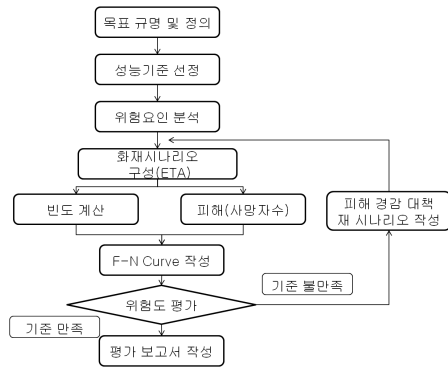 목표 규명 및 정의
성능기준 선정
위험요인 분석
화재시나리오
구성(ETA)
빈도 계산
피해(사망자수)
피해 경감 대책
재 시나리오 작성
F-N Curve 작성
기준 불만족
위험도 평가
기준 만족
평가 보고서 작성